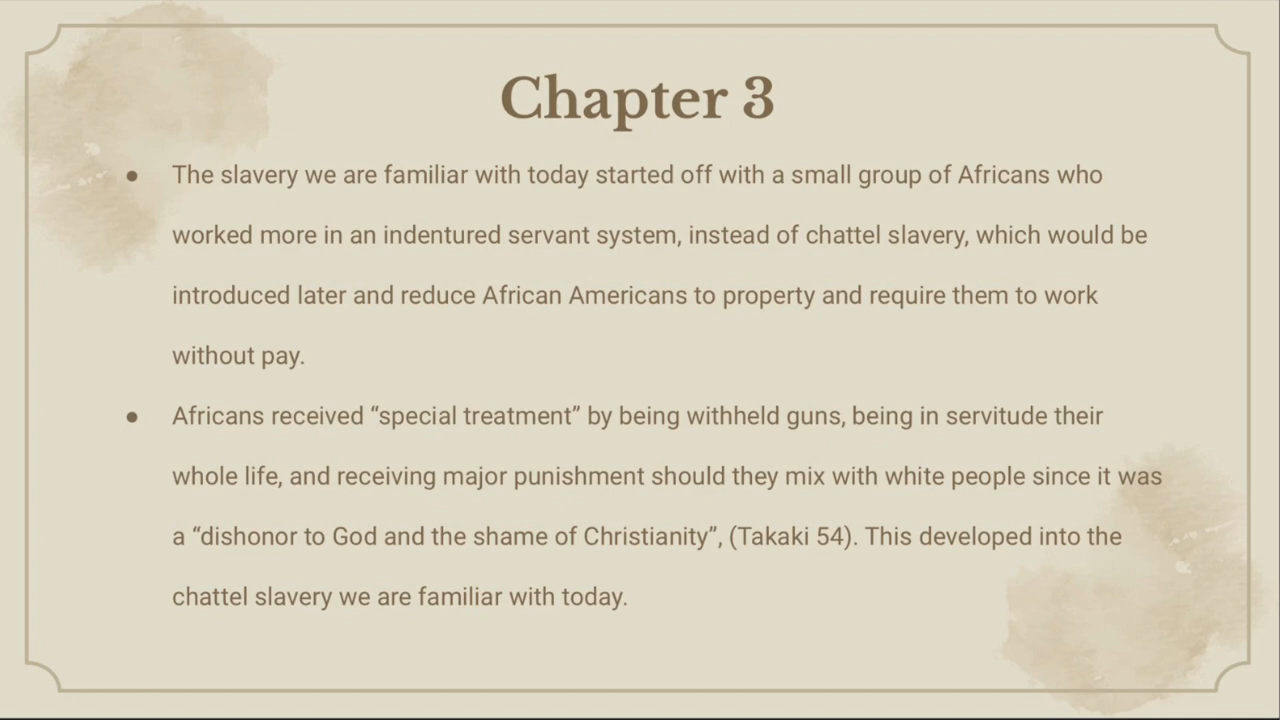 Chapter 3
● The slavery we are familiar with today started off with a small group of Africans who
worked more in an indentured servant system, instead of chattel slavery, which would be
introduced later and reduce African Americans to property and require them to work
without pay.
● Africans received “special treatment” by being withheld guns, being in servitude their
whole life, and receiving major punishment should they mix with white people since it was
a “dishonor to God and the shame of Christianity”, (Takaki 54). This developed into the
chattel slavery we are familiar with today.